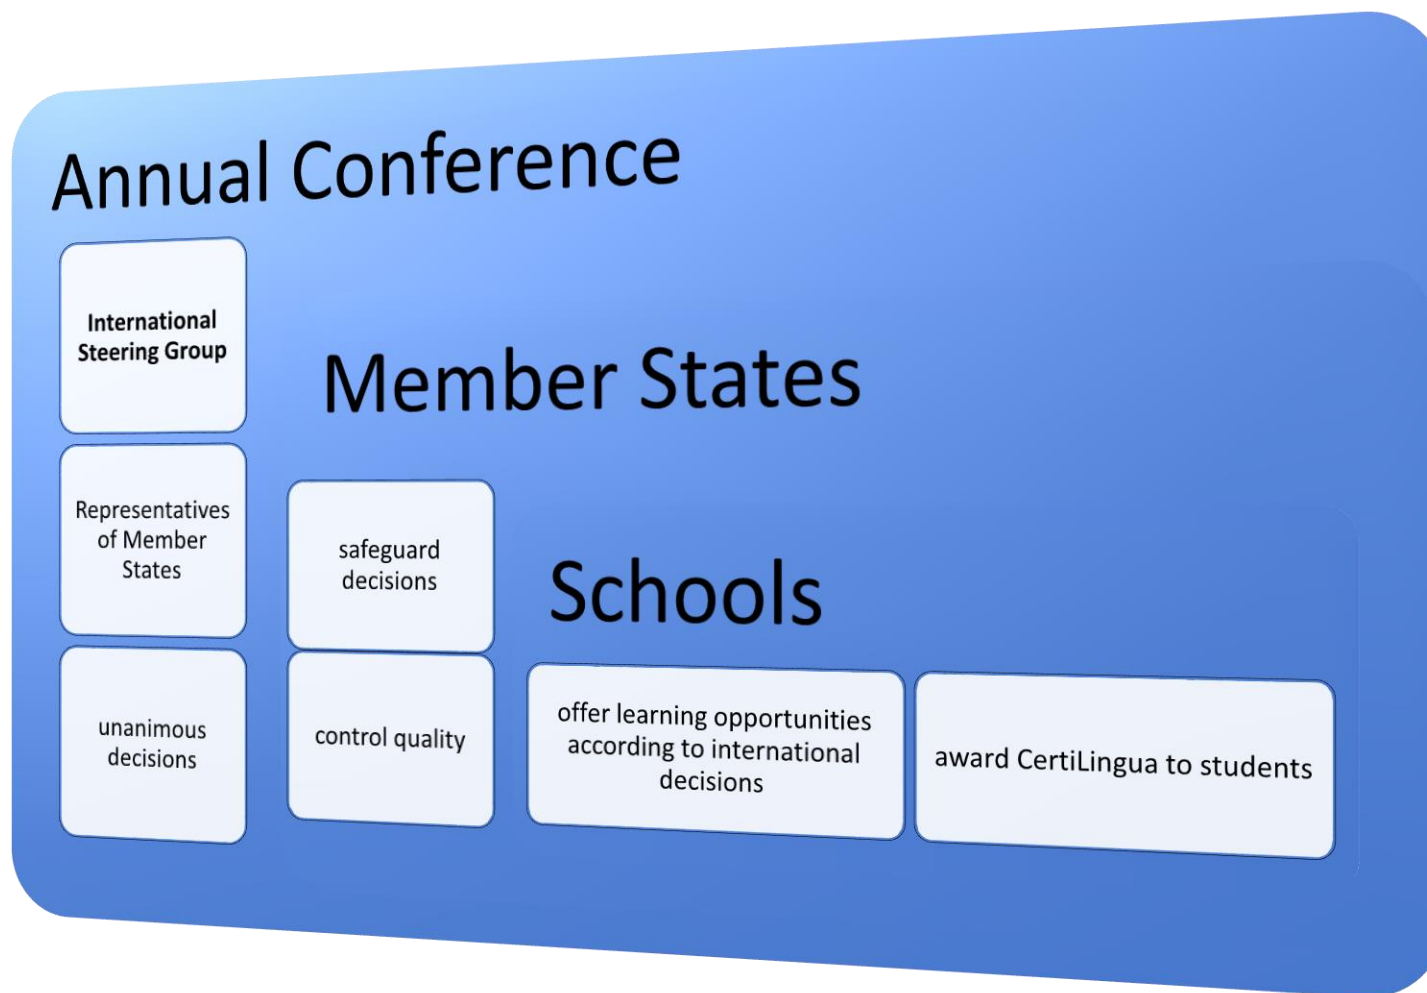 Annual Conference
International
Steering Group
Representatives
of Member
States
unanimous
decisions
Member States
safeguard
decisions
control quality
Schools
offer learning opportunities
according to international
decisions
award CertiLingua to students